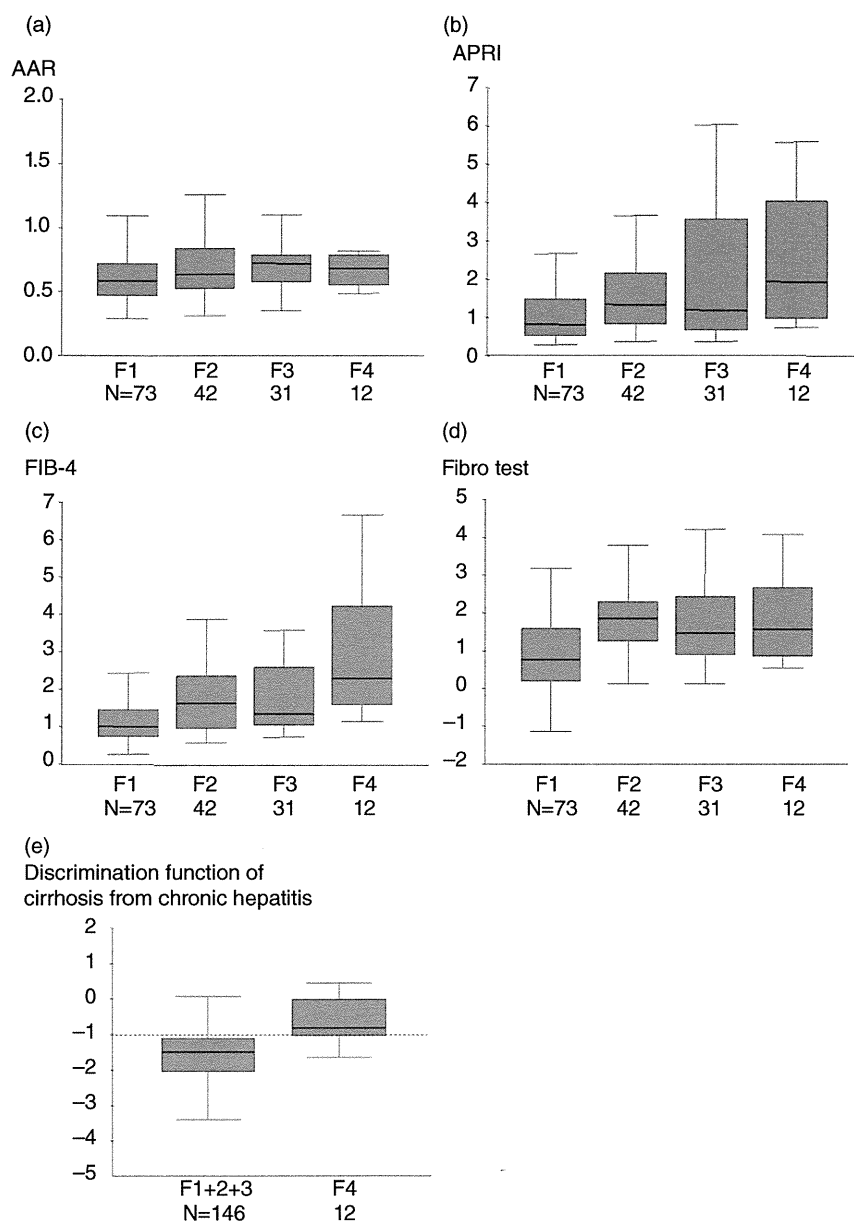 (a)
AAR
2.0
1.5
1.0
0.5
0.0
F1 F2 F3 F4
N=73 42 31 12
(b)
APRI
7
6
5
4
3
2
1
0
F1 F2 F3 F4
N=73 42 31 12
(c)
FIB-4
7
6
5
4
3
2
1
0
F1 F2 F3 F4
N=73 42 31 12
(d)
Fibro test
5
4
3
2
1
0
−1
−2
F1 F2 F3 F4
N=73 42 31 12
(e)
Discrimination function of
cirrhosis from chronic hepatitis
2
1
0
−1
−2
−3
−4
−5
F1+2+3 F4
N=146 12